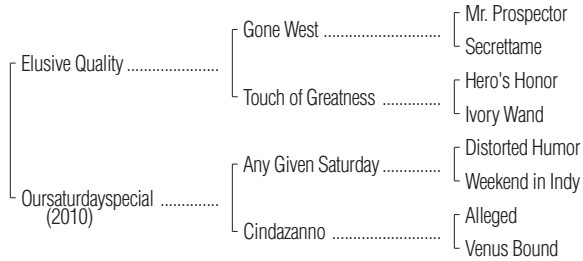 Mr. Prospector
Gone West ..............................
Secrettame
Elusive Quality .......................
Hero's Honor
Touch of Greatness ...............
Ivory Wand
Distorted Humor
Any Given Saturday ...............
Weekend in Indy
Oursaturdayspecial ...............
(2010)
Alleged
Cindazanno ............................
Venus Bound